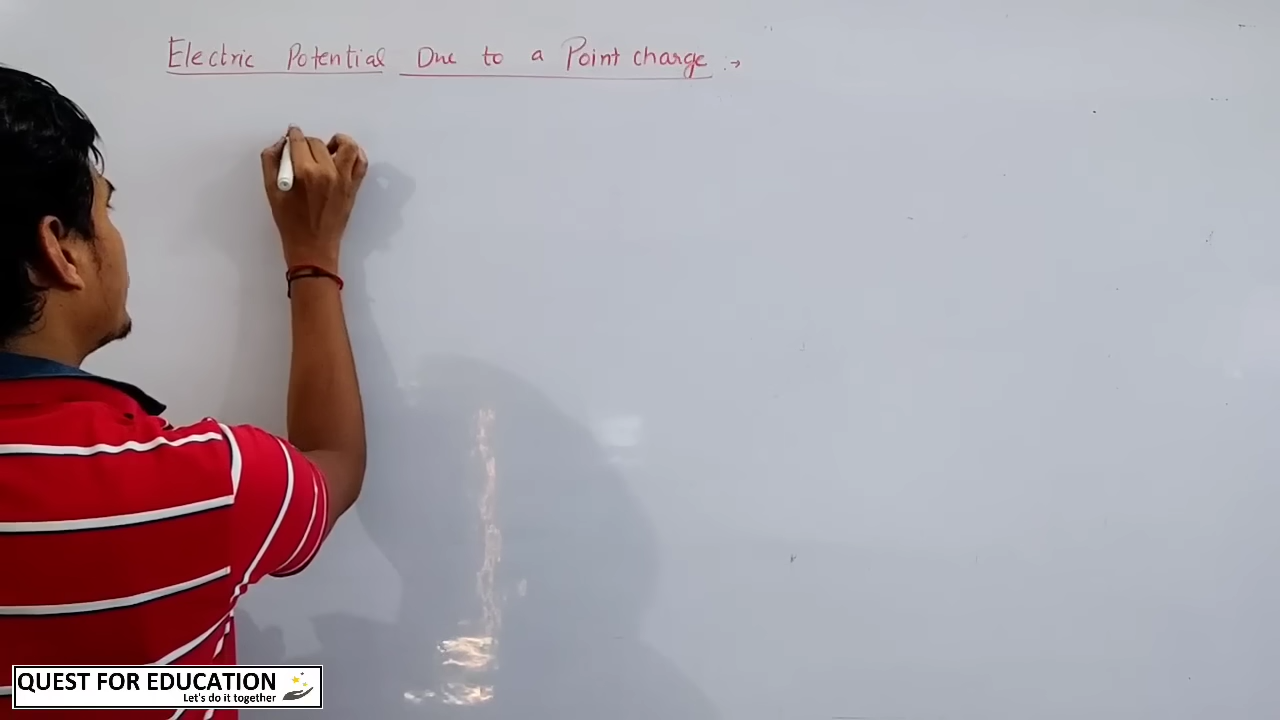 Electric Potential Due to a Point charge :→
QUEST FOR EDUCATION
Let's do it together